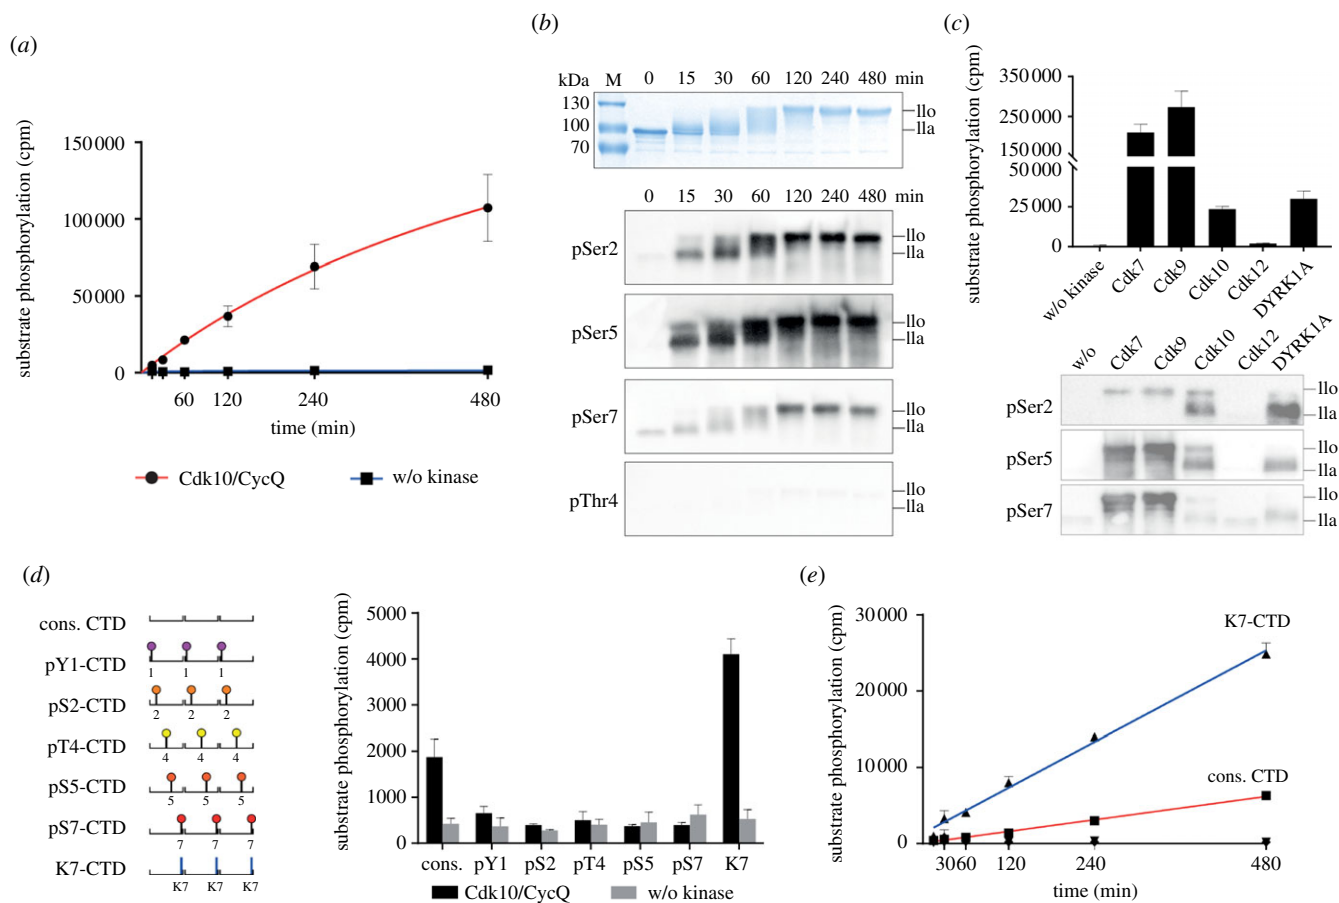 (a)
substrate phosphorylation (cpm)
150000
100000
50000
0
60 120 240 480
time (min)
Cdk10/CycQ w/o kinase
(b)
kDa M 0 15 30 60 120 240 480 min
130
100
70
llo
lla
0 15 30 60 120 240 480 min
pSer2 llo
lla
pSer5 llo
lla
pSer7 llo
lla
pThr4 llo
lla
(c)
substrate phosphorylation (cpm)
350000
250000
150000
50000
25000
0
w/o kinase Cdk7 Cdk9 Cdk10 Cdk12 DYRK1A
w/o Cdk7 Cdk9 Cdk10 Cdk12 DYRK1A
pSer2 llo
lla
pSer5 llo
lla
pSer7 llo
lla
(d)
cons. CTD
pY1-CTD
1 1 1
pS2-CTD
2 2 2
pT4-CTD
4 4 4
pS5-CTD
5 5 5
pS7-CTD
7 7 7
K7-CTD
K7 K7 K7
substrate phosphorylation (cpm)
5000
4000
2000
1000
0
cons. pY1 pS2 pT4 pS5 pS7 K7
Cdk10/CycQ w/o kinase
(e)
substrate phosphorylation (cpm)
30000
20000
10000
0
K7-CTD
cons. CTD
30 60 120 240 480
time (min)